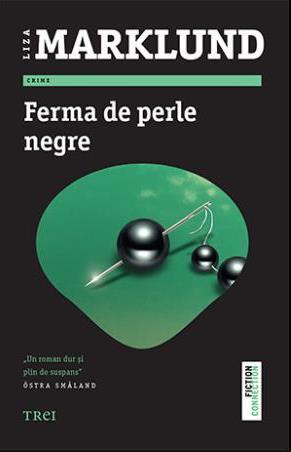 LIZA
MARKLUND
CRIME
Ferma de perle
negre
„Un roman dur și
plin de suspans”
ÖSTRA SMÅLAND
TREI
FICTION
CONNECTION